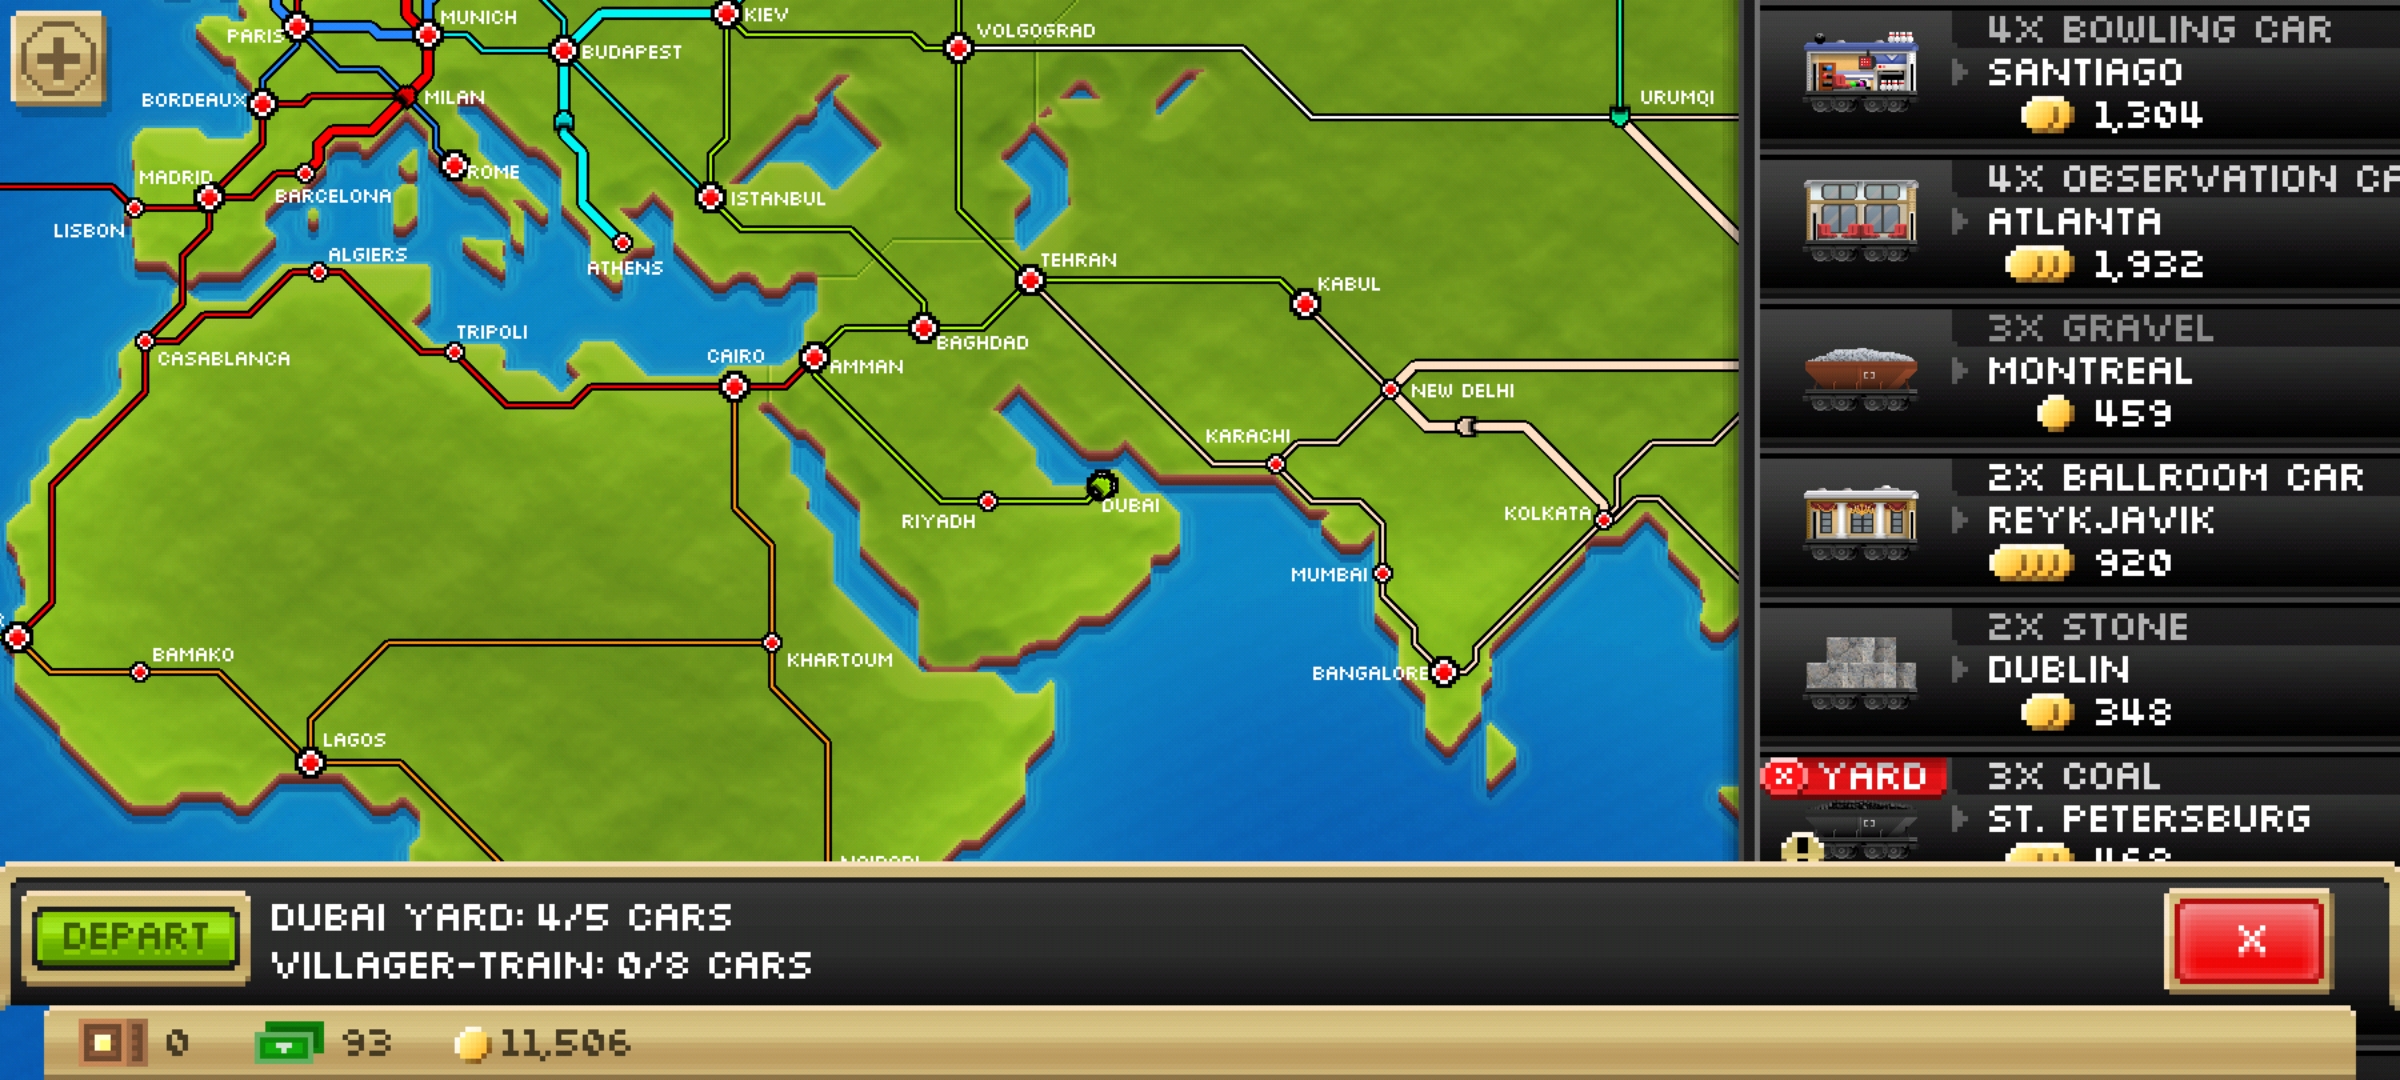 PARIS
MUNICH
BUDAPEST
KIEV
VOLGOGRAD
BORDEAUX
MILAN
URUMQI
MADRID
BARCELONA
ROME
ISTANBUL
LISBON
ALGIERS
ATHENS
TEHRAN
KABUL
CASABLANCA
TRIPOLI
CAIRO
AMMAN
BAGHDAD
NEW DELHI
KARACHI
RIYADH
DUBAI
KOLKATA
MUMBAI
BAMAKO
KHARTOUM
BANGALORE
LAGOS
4X BOWLING CAR
SANTIAGO
1,304
4X OBSERVATION CA
ATLANTA
1,932
3X GRAVEL
MONTREAL
459
2X BALLROOM CAR
REYKJAVIK
920
2X STONE
DUBLIN
348
YARD
3X COAL
ST. PETERSBURG
DEPART
DUBAI YARD: 4/5 CARS
VILLAGER-TRAIN: 0/8 CARS
X
0
93
11,506